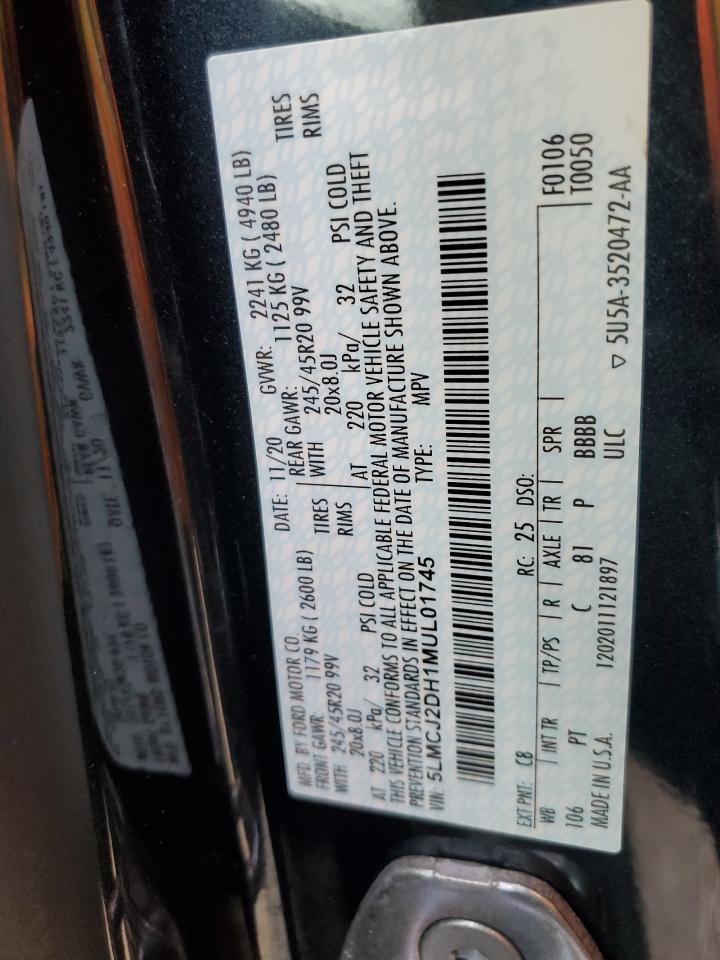 MFD. BY FORD MOTOR CO.
DATE: 11/20 GVWR: 2241 KG ( 4940 LB)
FRONT GAWR: 1179 KG ( 2600 LB) REAR GAWR: 1125 KG ( 2480 LB)
WITH 245/45R20 99V TIRES WITH 245/45R20 99V TIRES
20x8.0J RIMS 20x8.0J RIMS
AT 220 kPa/ 32 PSI COLD AT 220 kPa/ 32 PSI COLD
THIS VEHICLE CONFORMS TO ALL APPLICABLE FEDERAL MOTOR VEHICLE SAFETY AND THEFT
PREVENTION STANDARDS IN EFFECT ON THE DATE OF MANUFACTURE SHOWN ABOVE.
VIN: 5LMCJ2DH1MUL01745 TYPE: MPV
EXT PNT: C8 RC: 25 DSO:
WB INT TR TP/PS R AXLE TR SPR F0106
106 PT C 81 P BBBB T0050
MADE IN U.S.A. 1202011121897 ULC ▽ 5U5A-3520472-AA